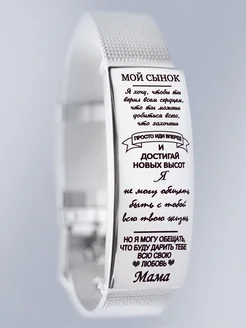 МОЙ СЫНОК
Я хочу, чтобы ты
верил всем сердцем,
что ты можешь
добиться всего,
что захочешь
ПРОСТО ИДИ ВПЕРЕД
И
ДОСТИГАЙ
НОВЫХ ВЫСОТ
Я
не могу обещать
быть с тобой
всю твою жизнь
НО Я МОГУ ОБЕЩАТЬ,
ЧТО БУДУ ДАРИТЬ ТЕБЕ
ВСЮ СВОЮ
ЛЮБОВЬ
Мама